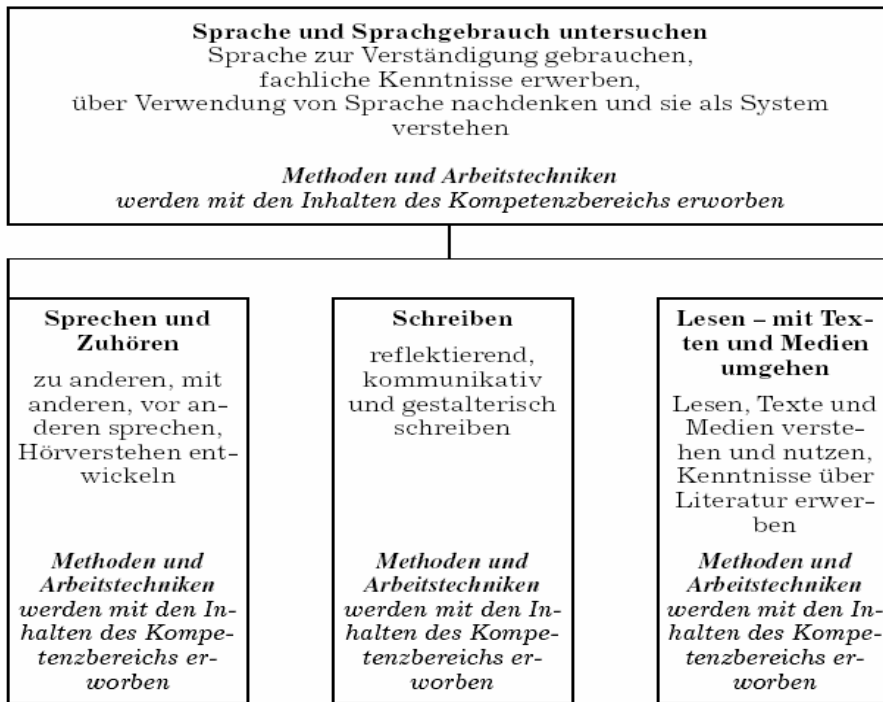 Sprache und Sprachgebrauch untersuchen
Sprache zur Verständigung gebrauchen,
fachliche Kenntnisse erwerben,
über Verwendung von Sprache nachdenken und sie als System
verstehen
Methoden und Arbeitstechniken
werden mit den Inhalten des Kompetenzbereichs erworben
Sprechen und
Zuhören
zu anderen, mit
anderen, vor an-
deren sprechen,
Hörverstehen ent-
wickeln
Methoden und
Arbeitstechniken
werden mit den In-
halten des Kompe-
tenzbereichs er-
worben
Schreiben
reflektierend,
kommunikativ
und gestalterisch
schreiben
Methoden und
Arbeitstechniken
werden mit den In-
halten des Kompe-
tenzbereichs er-
worben
Lesen – mit Tex-
ten und Medien
umgehen
Lesen, Texte und
Medien verste-
hen und nutzen,
Kenntnisse über
Literatur erwer-
ben
Methoden und
Arbeitstechniken
werden mit den In-
halten des Kompe-
tenzbereichs er-
worben